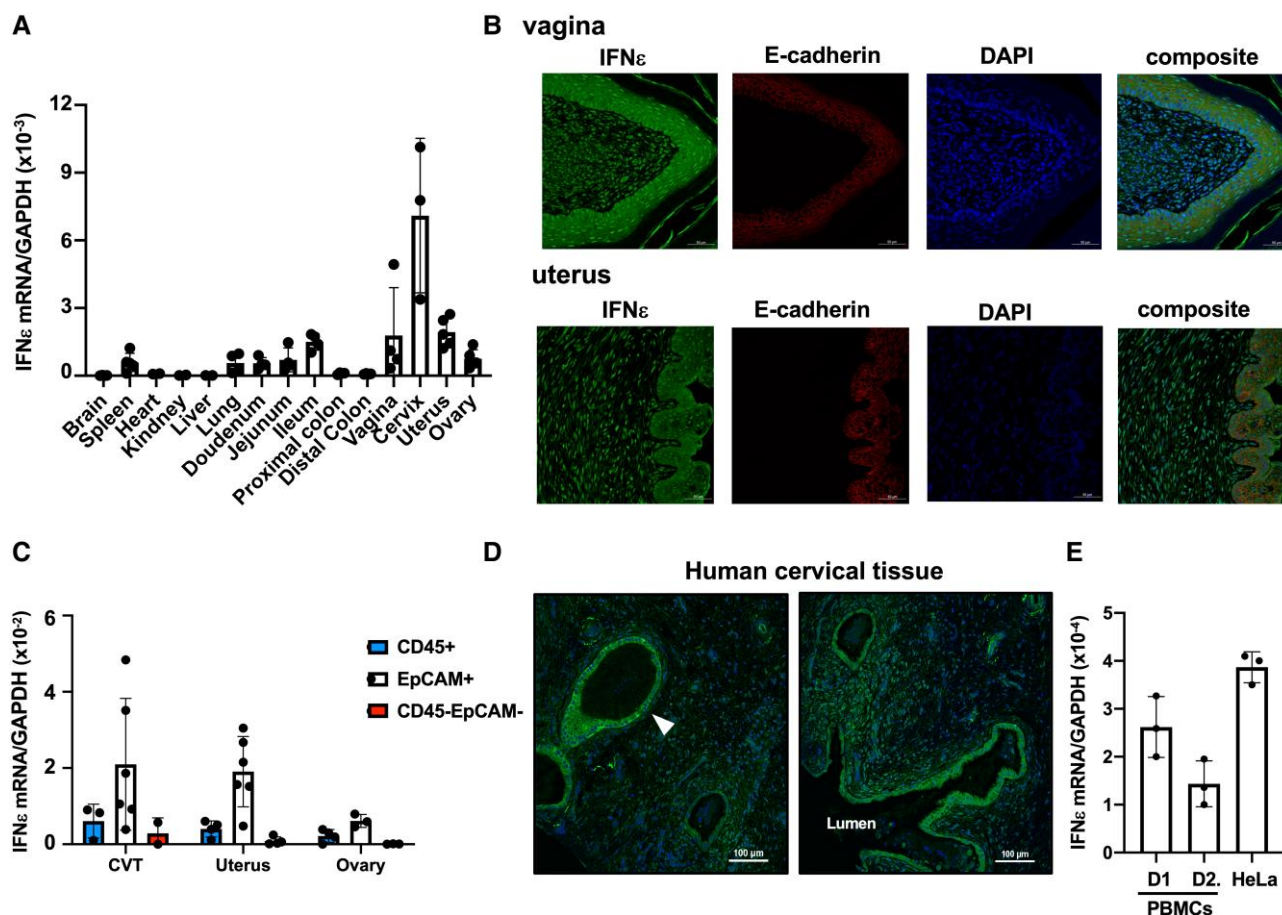 A
IFNε mRNA/GAPDH (x10-3)
12
9
6
3
0
Brain
Spleen
Heart
Kindney
Liver
Lung
Doudenum
Jejunum
Ileum
Proximal colon
Distal Colon
Vagina
Cervix
Uterus
Ovary
B
vagina
IFNε E-cadherin DAPI composite
uterus
IFNε E-cadherin DAPI composite
C
IFNε mRNA/GAPDH (x10-2)
6
4
2
0
CVT Uterus Ovary
CD45+
EpCAM+
CD45-EpCAM-
D
Human cervical tissue
100 μm
Lumen
100 μm
E
IFNε mRNA/GAPDH (x10-4)
5
4
3
2
1
0
D1 D2. HeLa
PBMCs